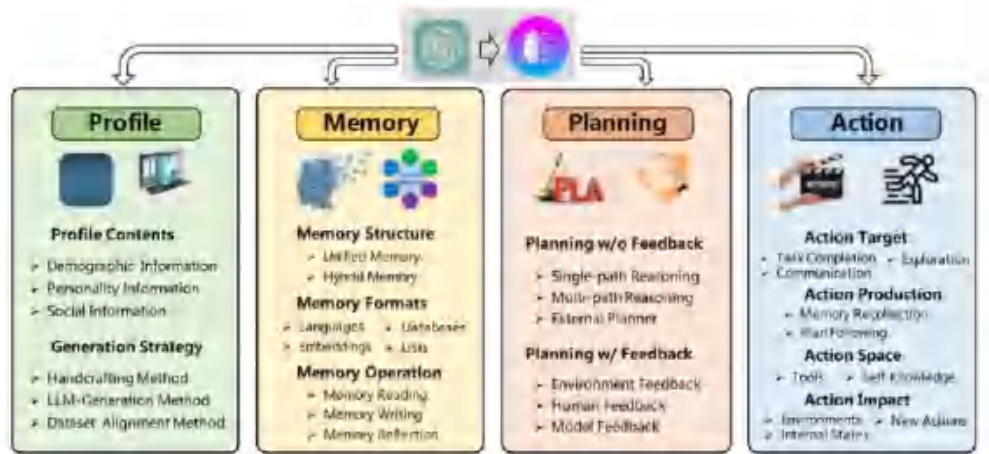 Profile
Profile Contents
Demographic Information
Personality Information
Social Information
Generation Strategy
Handcrafting Method
LLM-Generation Method
Dataset Alignment Method
Memory
Memory Structure
Unified Memory
Hybrid Memory
Memory Formats
Languages Databases
Embeddings Lists
Memory Operation
Memory Reading
Memory Writing
Memory Reflection
Planning
PLA
Planning w/o Feedback
Single-path Reasoning
Multi-path Reasoning
External Planner
Planning w/ Feedback
Environment Feedback
Human Feedback
Model Feedback
Action
Action Target
Task Completion Exploration
Communication
Action Production
Memory Recollection
Plan Following
Action Space
Tools Self-Knowledge
Action Impact
Environments New Actions
Internal States